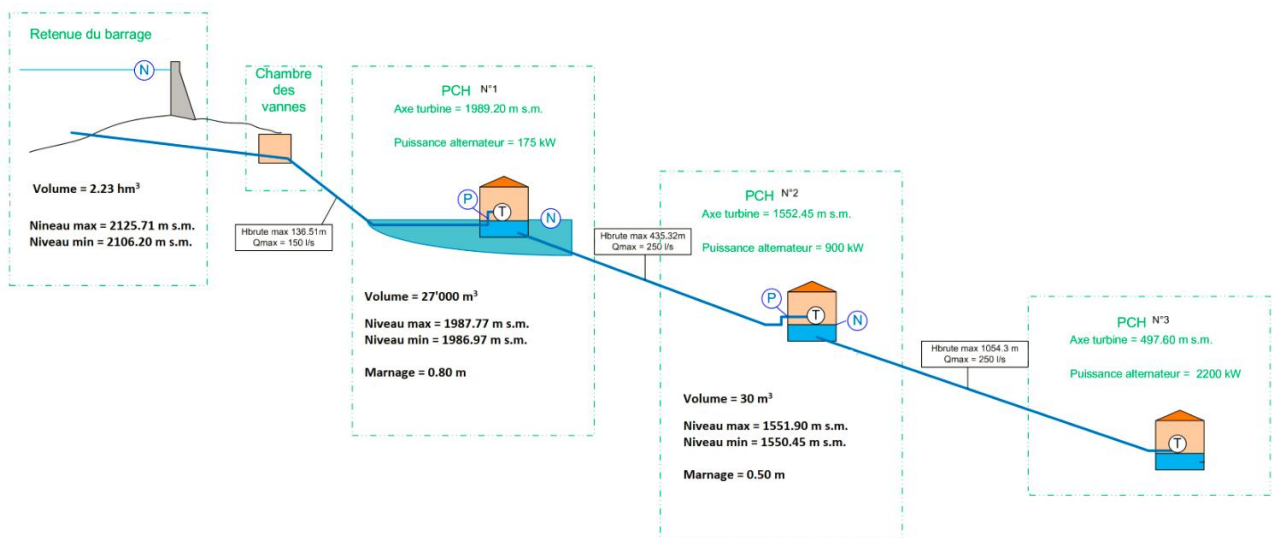 Retenue du barrage
N
Volume = 2.23 hm³
Nineau max = 2125.71 m s.m.
Niveau min = 2106.20 m s.m.
Chambre
des
vannes
Hbrute max 136.51m
Qmax = 150 l/s
PCH N°1
Axe turbine = 1989.20 m s.m.
Puissance alternateur = 175 kW
P
T
N
Volume = 27'000 m³
Niveau max = 1987.77 m s.m.
Niveau min = 1986.97 m s.m.
Marnage = 0.80 m
Hbrute max 435.32m
Qmax = 250 l/s
PCH N°2
Axe turbine = 1552.45 m s.m.
Puissance alternateur = 900 kW
P
T
N
Volume = 30 m³
Niveau max = 1551.90 m s.m.
Niveau min = 1550.45 m s.m.
Marnage = 0.50 m
Hbrute max 1054.3 m
Qmax = 250 l/s
PCH N°3
Axe turbine = 497.60 m s.m.
Puissance alternateur = 2200 kW
T